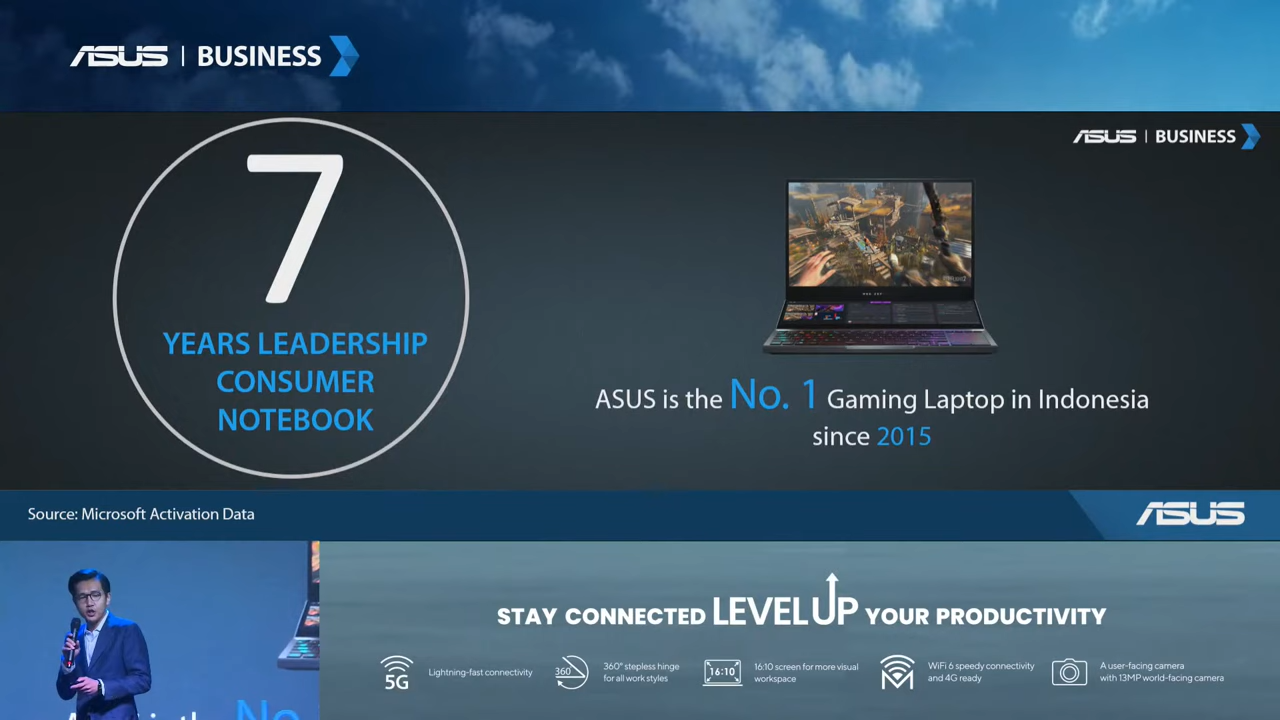 ASUS | BUSINESS
ASUS | BUSINESS
7
YEARS LEADERSHIP
CONSUMER
NOTEBOOK
ASUS is the No. 1 Gaming Laptop in Indonesia
since 2015
Source: Microsoft Activation Data
ASUS
No
STAY CONNECTED LEVEL UP YOUR PRODUCTIVITY
5G
Lightning-fast connectivity
360
360° stepless hinge
for all work styles
16:10
16:10 screen for more visual
workspace
WiFi 6 speedy connectivity
and 4G ready
A user-facing camera
with 13MP world-facing camera